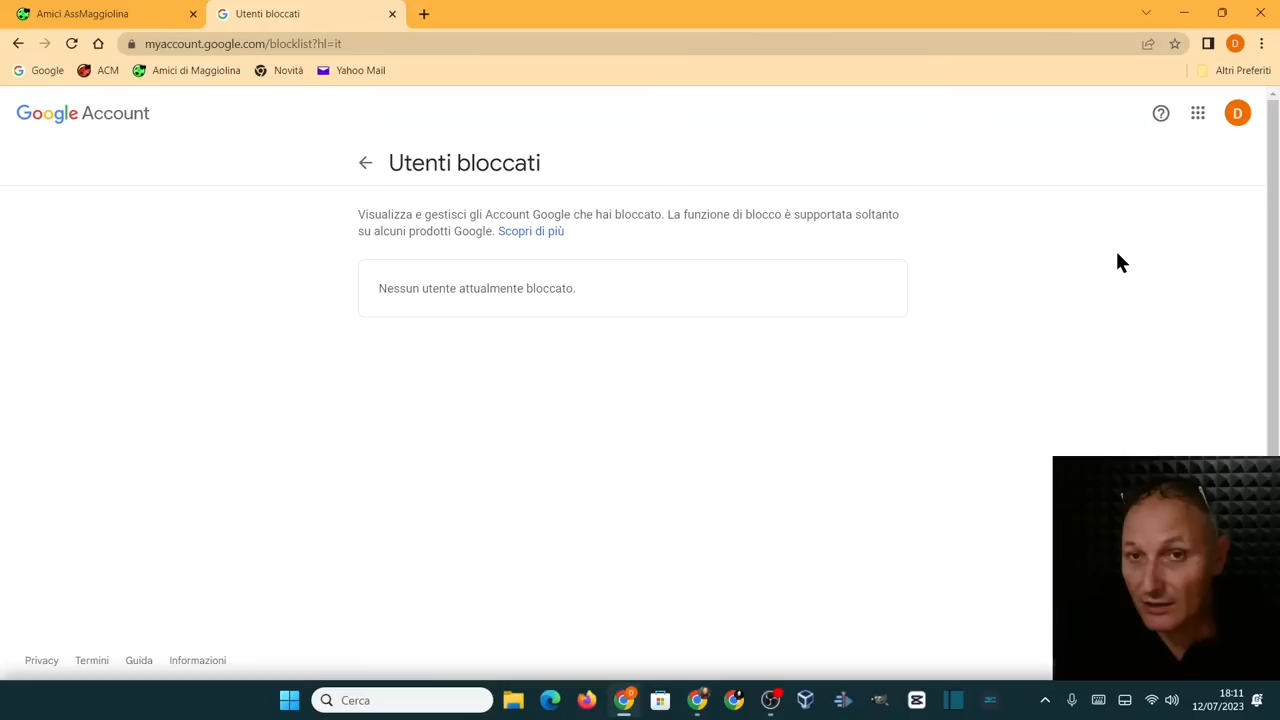 Amici AssMaggiolina
Utenti bloccati
myaccount.google.com/blocklist?hl=it
D
Google
ACM
Amici di Maggiolina
Novità
Yahoo Mail
Altri Preferiti
Google Account
D
Utenti bloccati
Visualizza e gestisci gli Account Google che hai bloccato. La funzione di blocco è supportata soltanto
su alcuni prodotti Google. Scopri di più
Nessun utente attualmente bloccato.
Privacy Termini Guida Informazioni
Cerca
18:11
12/07/2023